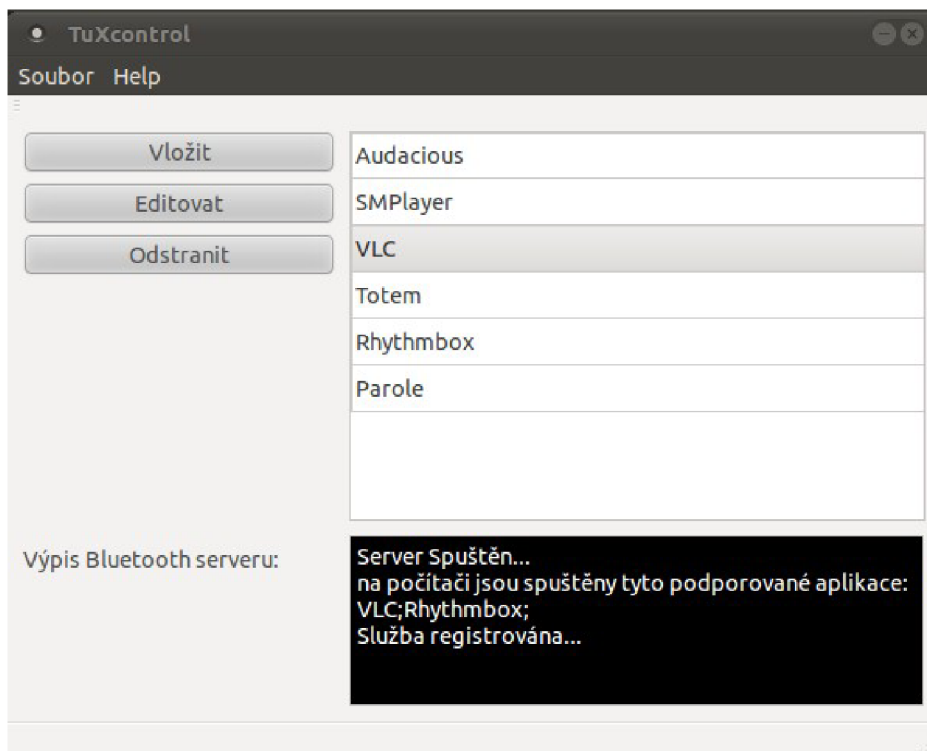 TuXcontrol
Soubor Help
Vložit
Editovat
Odstranit
Audacious
SMPlayer
VLC
Totem
Rhythmbox
Parole
Výpis Bluetooth serveru:
Server Spuštěn...
na počítači jsou spuštěny tyto podporované aplikace:
VLC;Rhythmbox;
Služba registrována...